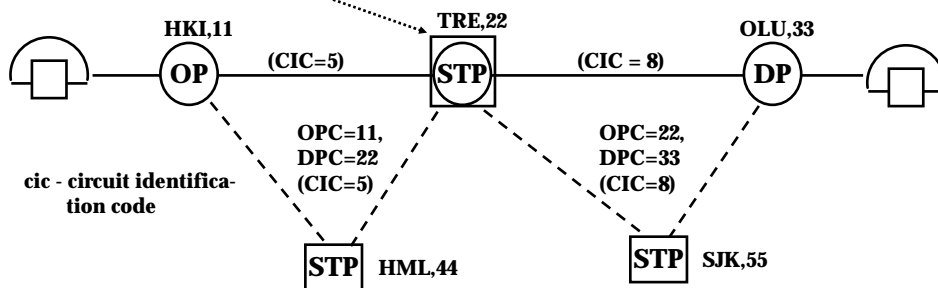 TRE,22
HKI,11
OLU,33
OP
(CIC=5)
STP
(CIC = 8)
DP
OPC=11,
DPC=22
(CIC=5)
OPC=22,
DPC=33
(CIC=8)
cic - circuit identifica-
tion code
STP
HML,44
STP
SJK,55